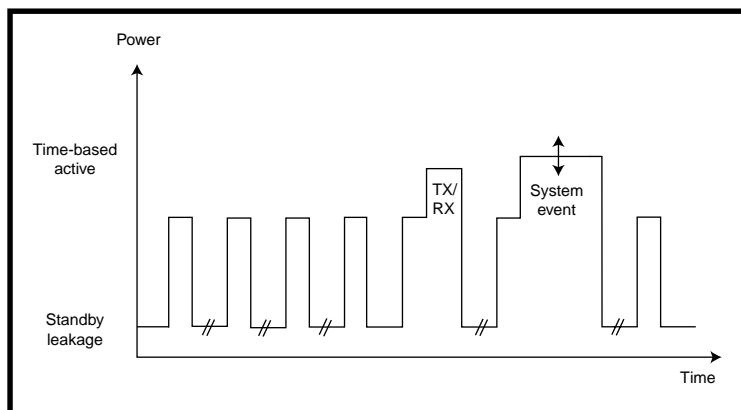 Power
Time-based
active
TX/
RX
System
event
Standby
leakage
Time